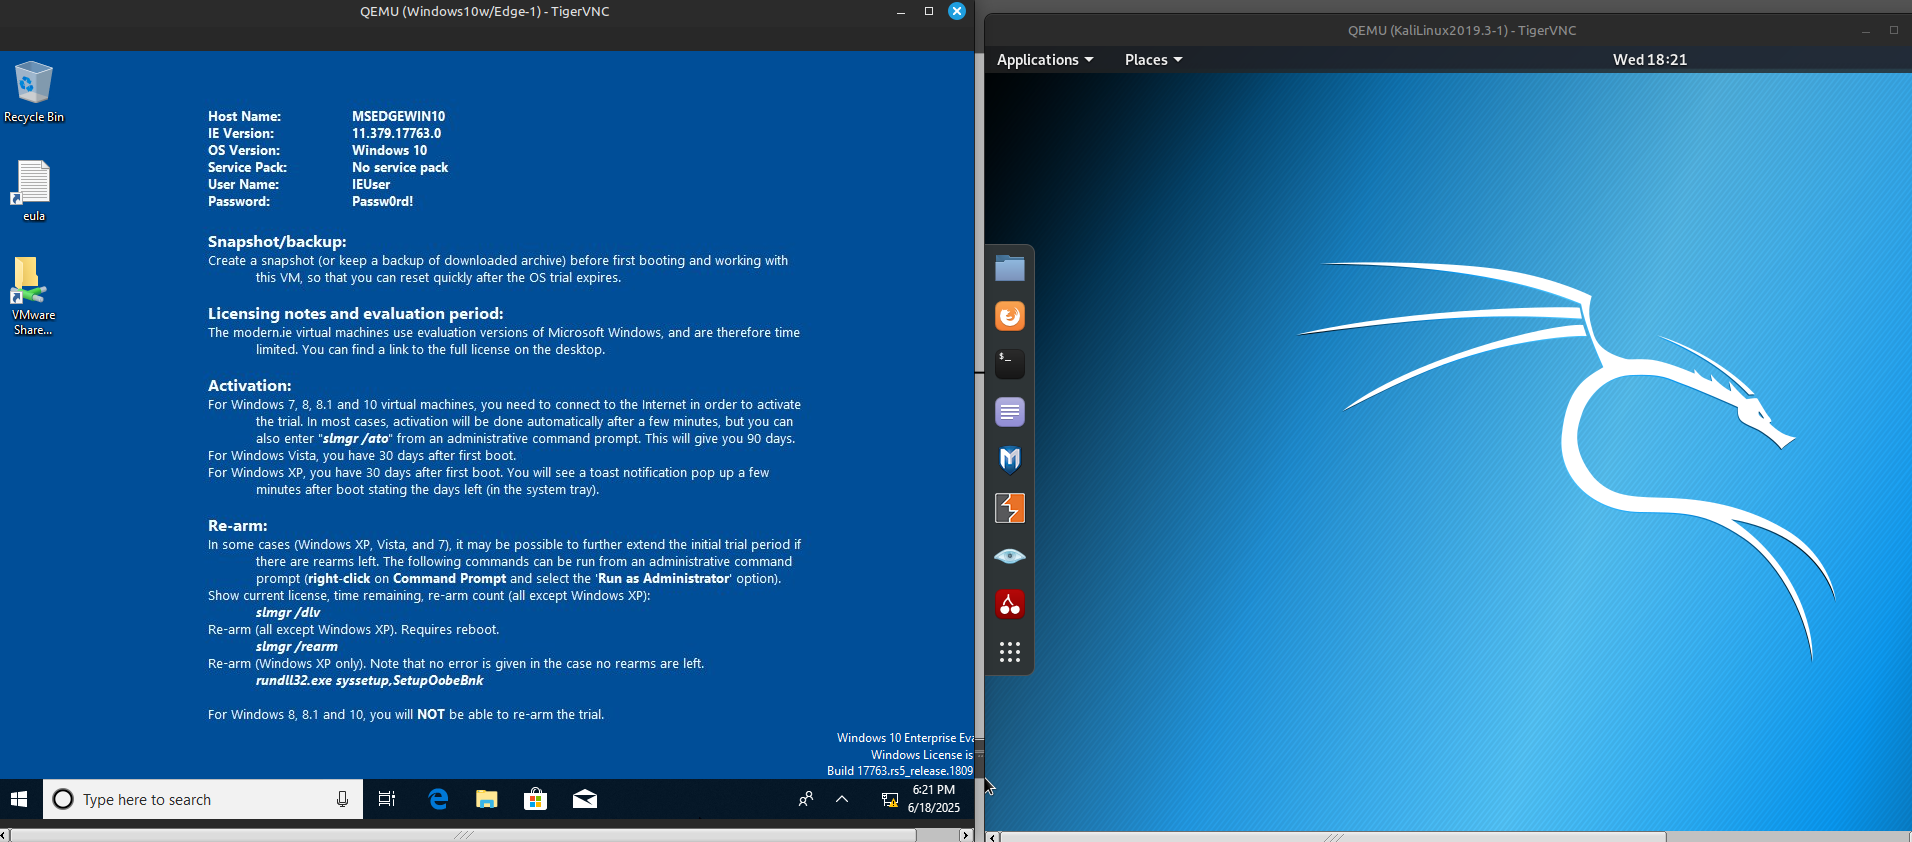 QEMU (Windows10w/Edge-1) - TigerVNC
Recycle Bin
eula
VMware
Share...
Host Name: MSEDGEWIN10
IE Version: 11.379.17763.0
OS Version: Windows 10
Service Pack: No service pack
User Name: IEUser
Password: Passw0rd!
Snapshot/backup:
Create a snapshot (or keep a backup of downloaded archive) before first booting and working with
this VM, so that you can reset quickly after the OS trial expires.
Licensing notes and evaluation period:
The modern.ie virtual machines use evaluation versions of Microsoft Windows, and are therefore time
limited. You can find a link to the full license on the desktop.
Activation:
For Windows 7, 8, 8.1 and 10 virtual machines, you need to connect to the Internet in order to activate
the trial. In most cases, activation will be done automatically after a few minutes, but you can
also enter "slmgr /ato" from an administrative command prompt. This will give you 90 days.
For Windows Vista, you have 30 days after first boot.
For Windows XP, you have 30 days after first boot. You will see a toast notification pop up a few
minutes after boot stating the days left (in the system tray).
Re-arm:
In some cases (Windows XP, Vista, and 7), it may be possible to further extend the initial trial period if
there are rearms left. The following commands can be run from an administrative command
prompt (right-click on Command Prompt and select the 'Run as Administrator' option).
Show current license, time remaining, re-arm count (all except Windows XP):
slmgr /dlv
Re-arm (all except Windows XP). Requires reboot.
slmgr /rearm
Re-arm (Windows XP only). Note that no error is given in the case no rearms are left.
rundll32.exe syssetup,SetupOobeBnk
For Windows 8, 8.1 and 10, you will NOT be able to re-arm the trial.
Windows 10 Enterprise Eva
Windows License is
Build 17763.rs5_release.1809
Type here to search
6:21 PM
6/18/2025
QEMU (KaliLinux2019.3-1) - TigerVNC
Applications Places Wed 18:21
$_